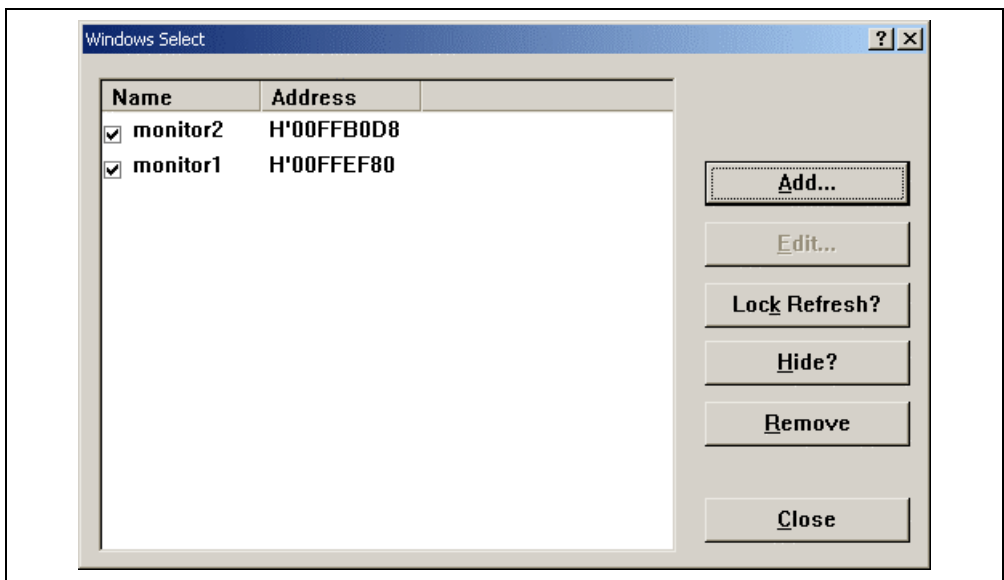 Windows Select
Name Address
monitor2 H'00FFB0D8
monitor1 H'00FFEF80
Add...
Edit...
Lock Refresh?
Hide?
Remove
Close